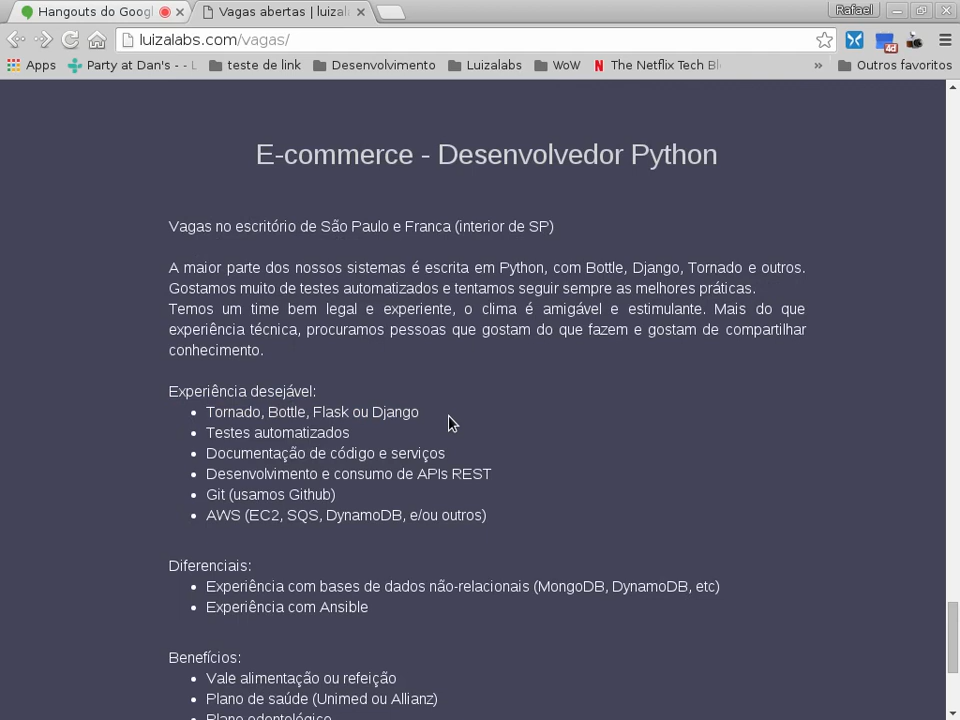 Hangouts do Googl
Vagas abertas | luizal
Rafael
luizalabs.com/vagas/
4d
Apps
Party at Dan's - -
teste de link
Desenvolvimento
Luizalabs
WoW
N
The Netflix Tech Bl
»
Outros favoritos
E-commerce - Desenvolvedor Python
Vagas no escritório de São Paulo e Franca (interior de SP)
A maior parte dos nossos sistemas é escrita em Python, com Bottle, Django, Tornado e outros.
Gostamos muito de testes automatizados e tentamos seguir sempre as melhores práticas.
Temos um time bem legal e experiente, o clima é amigável e estimulante. Mais do que
experiência técnica, procuramos pessoas que gostam do que fazem e gostam de compartilhar
conhecimento.
Experiência desejável:
• Tornado, Bottle, Flask ou Django
• Testes automatizados
• Documentação de código e serviços
• Desenvolvimento e consumo de APIs REST
• Git (usamos Github)
• AWS (EC2, SQS, DynamoDB, e/ou outros)
Diferenciais:
• Experiência com bases de dados não-relacionais (MongoDB, DynamoDB, etc)
• Experiência com Ansible
Benefícios:
• Vale alimentação ou refeição
• Plano de saúde (Unimed ou Allianz)
• Plano odontológico